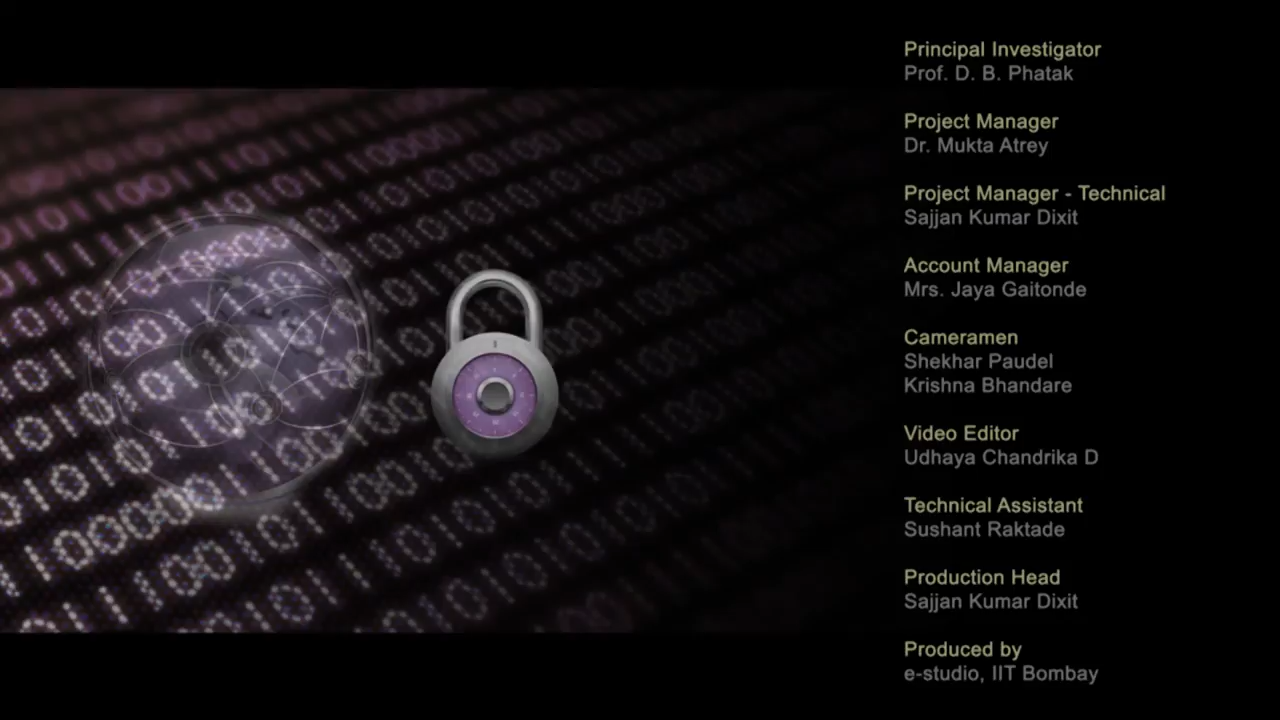 Principal Investigator
Prof. D. B. Phatak
Project Manager
Dr. Mukta Atrey
Project Manager - Technical
Sajjan Kumar Dixit
Account Manager
Mrs. Jaya Gaitonde
Cameramen
Shekhar Paudel
Krishna Bhandare
Video Editor
Udhaya Chandrika D
Technical Assistant
Sushant Raktade
Production Head
Sajjan Kumar Dixit
Produced by
e-studio, IIT Bombay